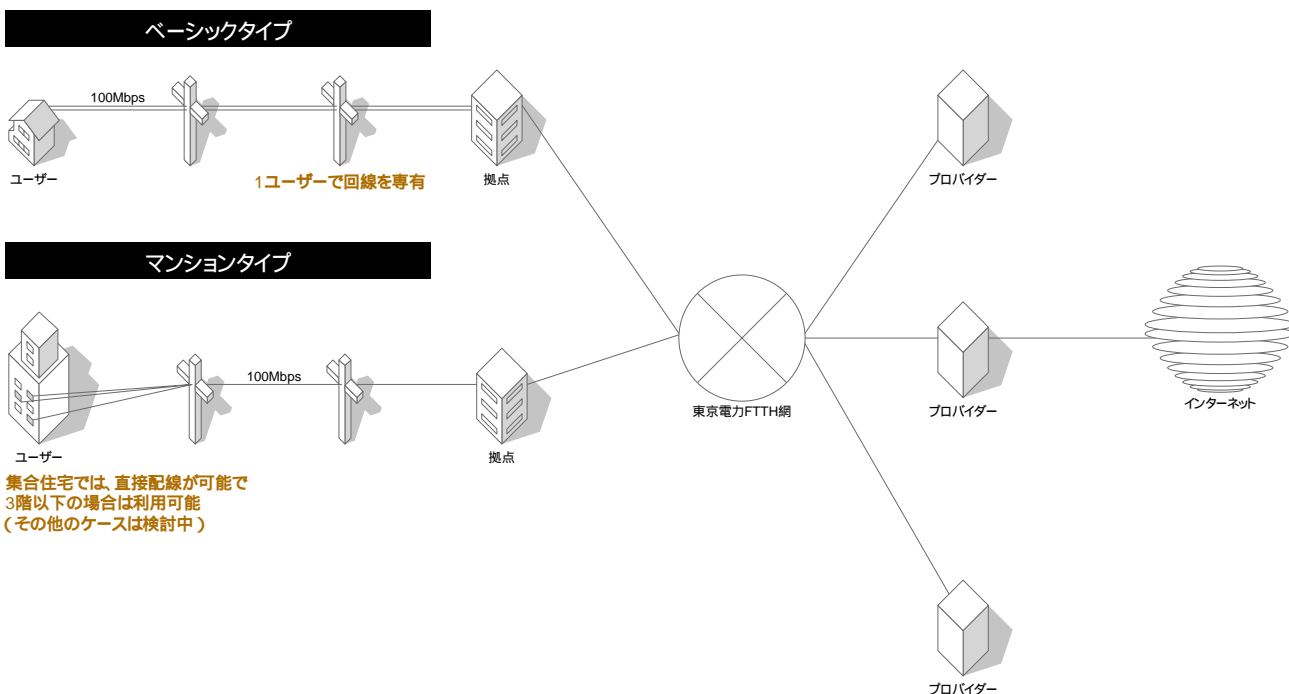 ベーシックタイプ
100Mbps
ユーザー
1ユーザーで回線を専有
拠点
プロバイダー
マンションタイプ
100Mbps
ユーザー
拠点
集合住宅では、直接配線が可能で
3階以下の場合は利用可能
(その他のケースは検討中)
東京電力FTTH網
プロバイダー
インターネット
プロバイダー